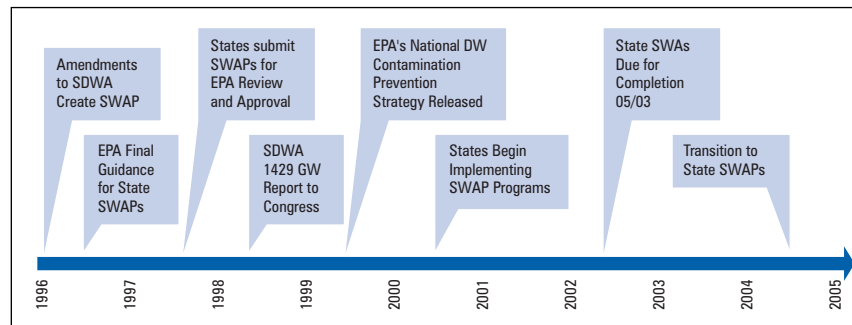 Amendments
to SDWA
Create SWAP
EPA Final
Guidance
for State
SWAPs
States submit
SWAPs for
EPA Review
and Approval
SDWA
1429 GW
Report to
Congress
EPA's National DW
Contamination
Prevention
Strategy Released
States Begin
Implementing
SWAP Programs
State SWAs
Due for
Completion
05/03
Transition to
State SWAPs
1996
1997
1998
1999
2000
2001
2002
2003
2004
2005